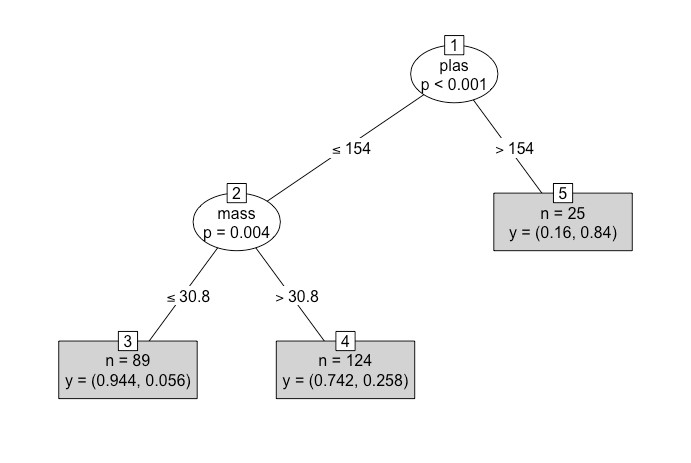 1
plas
p < 0.001
≤ 154
> 154
2
mass
p = 0.004
5
n = 25
y = (0.16, 0.84)
≤ 30.8
> 30.8
3
n = 89
y = (0.944, 0.056)
4
n = 124
y = (0.742, 0.258)